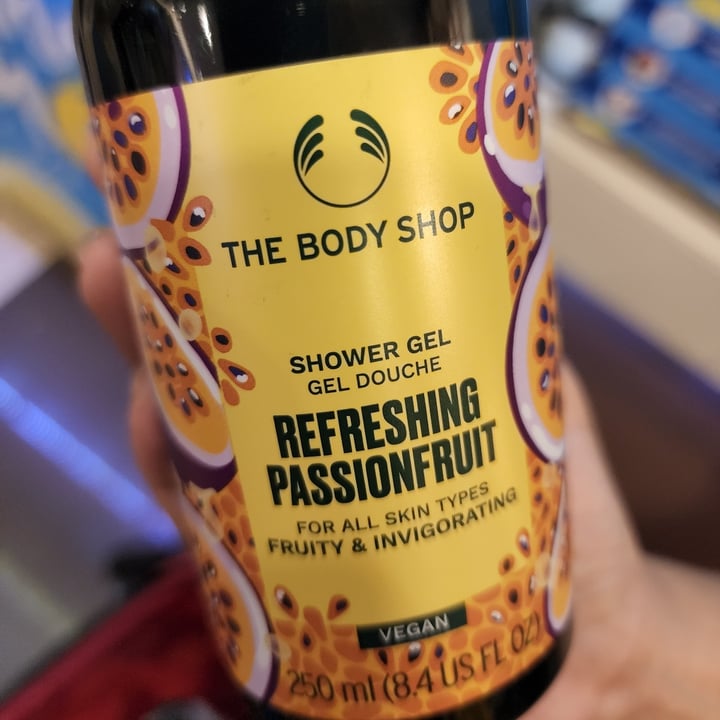 THE BODY SHOP
SHOWER GEL
GEL DOUCHE
REFRESHING
PASSIONFRUIT
FOR ALL SKIN TYPES
FRUITY & INVIGORATING
VEGAN
250 ml (8.4 US FL OZ)